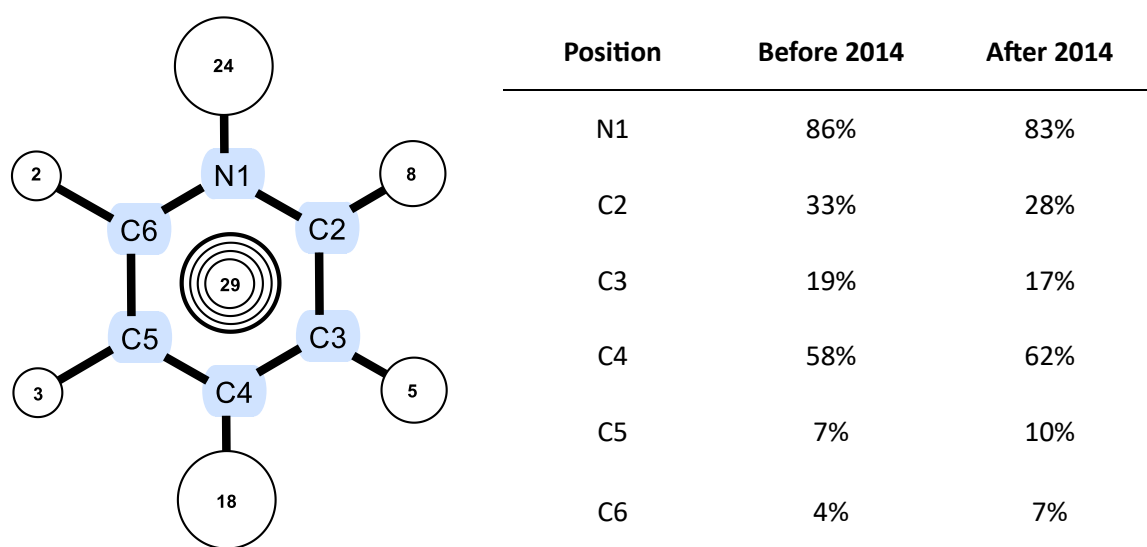 24
N1
2
8
C6
C2
29
C5
C3
C4
3
5
18
Position Before 2014 After 2014
N1 86% 83%
C2 33% 28%
C3 19% 17%
C4 58% 62%
C5 7% 10%
C6 4% 7%